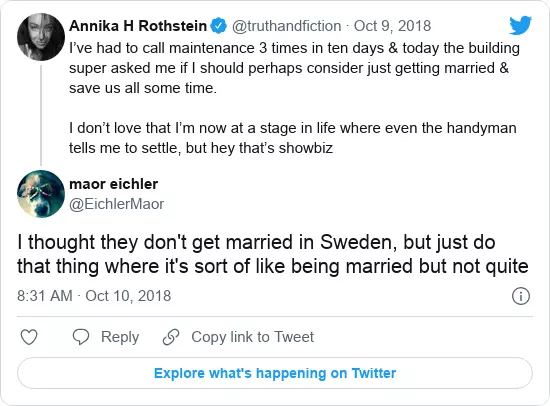 Annika H Rothstein @truthandfiction · Oct 9, 2018
I've had to call maintenance 3 times in ten days & today the building
super asked me if I should perhaps consider just getting married &
save us all some time.
I don't love that I'm now at a stage in life where even the handyman
tells me to settle, but hey that's showbiz
maor eichler
@EichlerMaor
I thought they don't get married in Sweden, but just do
that thing where it's sort of like being married but not quite
8:31 AM · Oct 10, 2018
Reply
Copy link to Tweet
Explore what's happening on Twitter